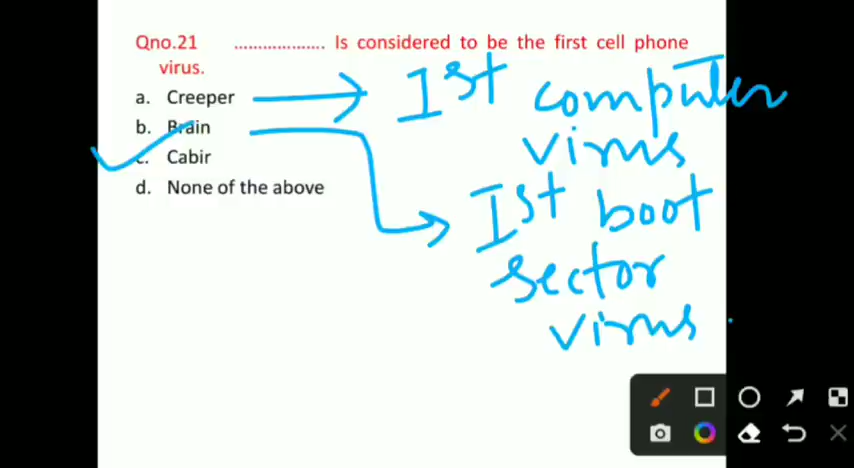 Qno.21 ................... Is considered to be the first cell phone
virus.
a. Creeper
b. Brain
c. Cabir
d. None of the above
Ist computer
virus
Ist boot
sector
virus